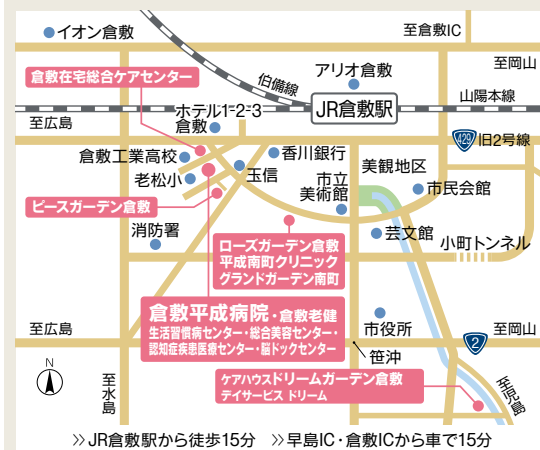 イオン倉敷
至倉敷IC
至岡山
倉敷在宅総合ケアセンター
伯備線
アリオ倉敷
JR倉敷駅
山陽本線
ホテル1-2-3
倉敷
至広島
429
旧2号線
倉敷工業高校
香川銀行
美観地区
老松小
玉信
市立
美術館
市民会館
ピースガーデン倉敷
消防署
ローズガーデン倉敷
平成南町クリニック
グランドガーデン南町
芸文館
小町トンネル
倉敷平成病院・倉敷老健
生活習慣病センター・総合美容センター・
認知症疾患医療センター・脳ドックセンター
至広島
市役所
2
至岡山
笹沖
N
至水島
ケアハウスドリームガーデン倉敷
デイサービス ドリーム
至児島
≫JR倉敷駅から徒歩15分 ≫早島IC・倉敷ICから車で15分